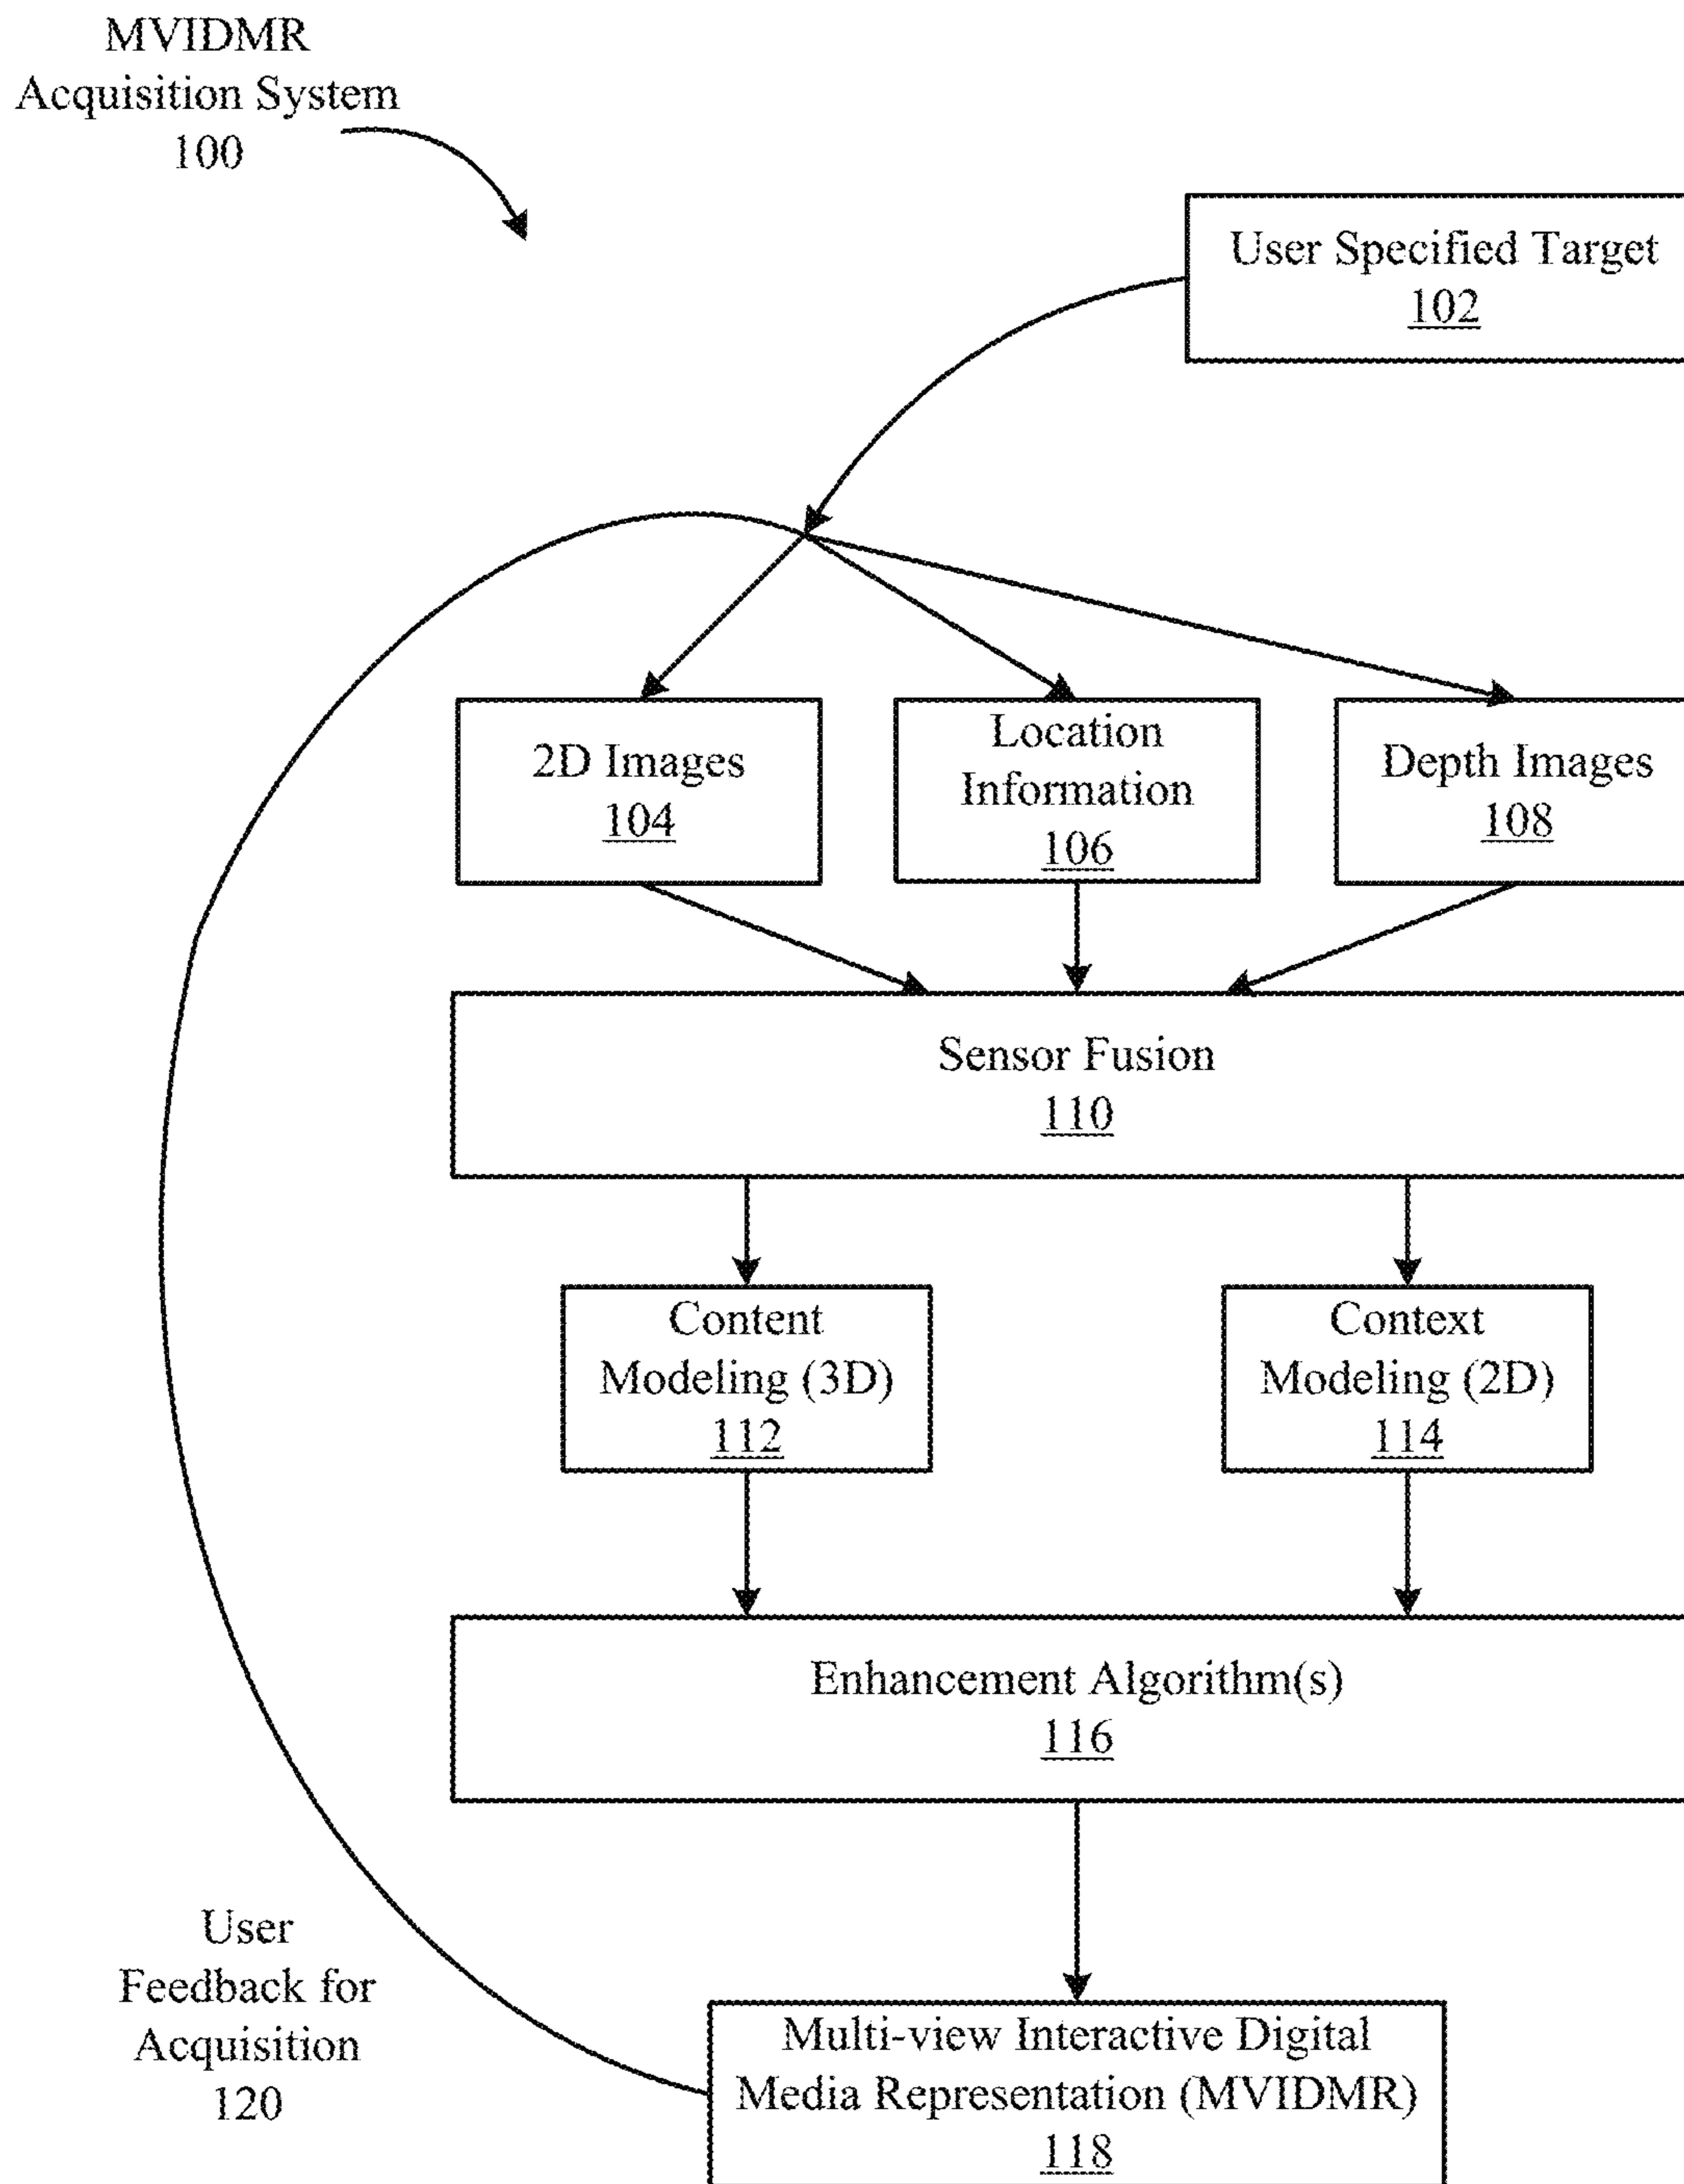 MVIDMR
Acquisition System
100
User Specified Target
102
2D Images
104
Location
Information
106
Depth Images
108
Sensor Fusion
110
Content
Modeling (3D)
112
Context
Modeling (2D)
114
Enhancement Algorithm(s)
116
User
Feedback for
Acquisition
120
Multi-view Interactive Digital
Media Representation (MVIDMR)
118